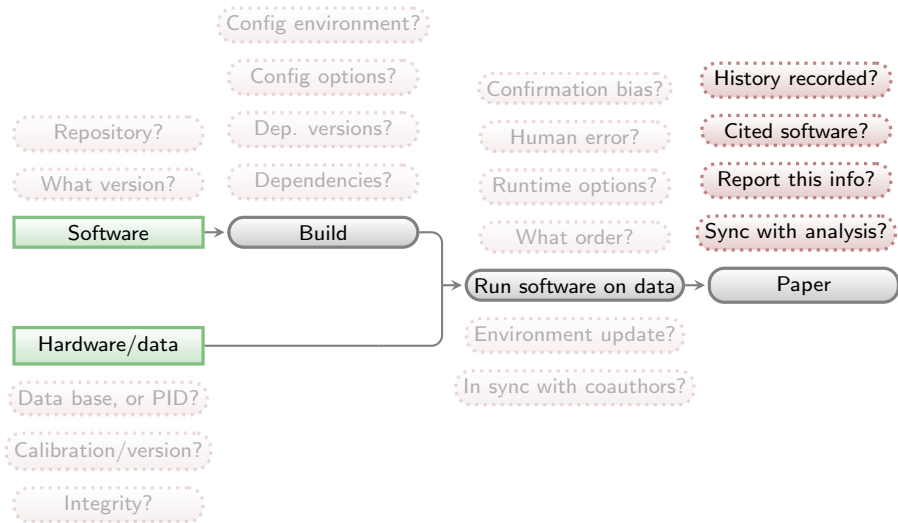 Config environment?
Config options?
Dep. versions?
Dependencies?
Repository?
What version?
Software
Build
Confirmation bias?
Human error?
Runtime options?
What order?
History recorded?
Cited software?
Report this info?
Sync with analysis?
Run software on data
Paper
Hardware/data
Environment update?
In sync with coauthors?
Data base, or PID?
Calibration/version?
Integrity?